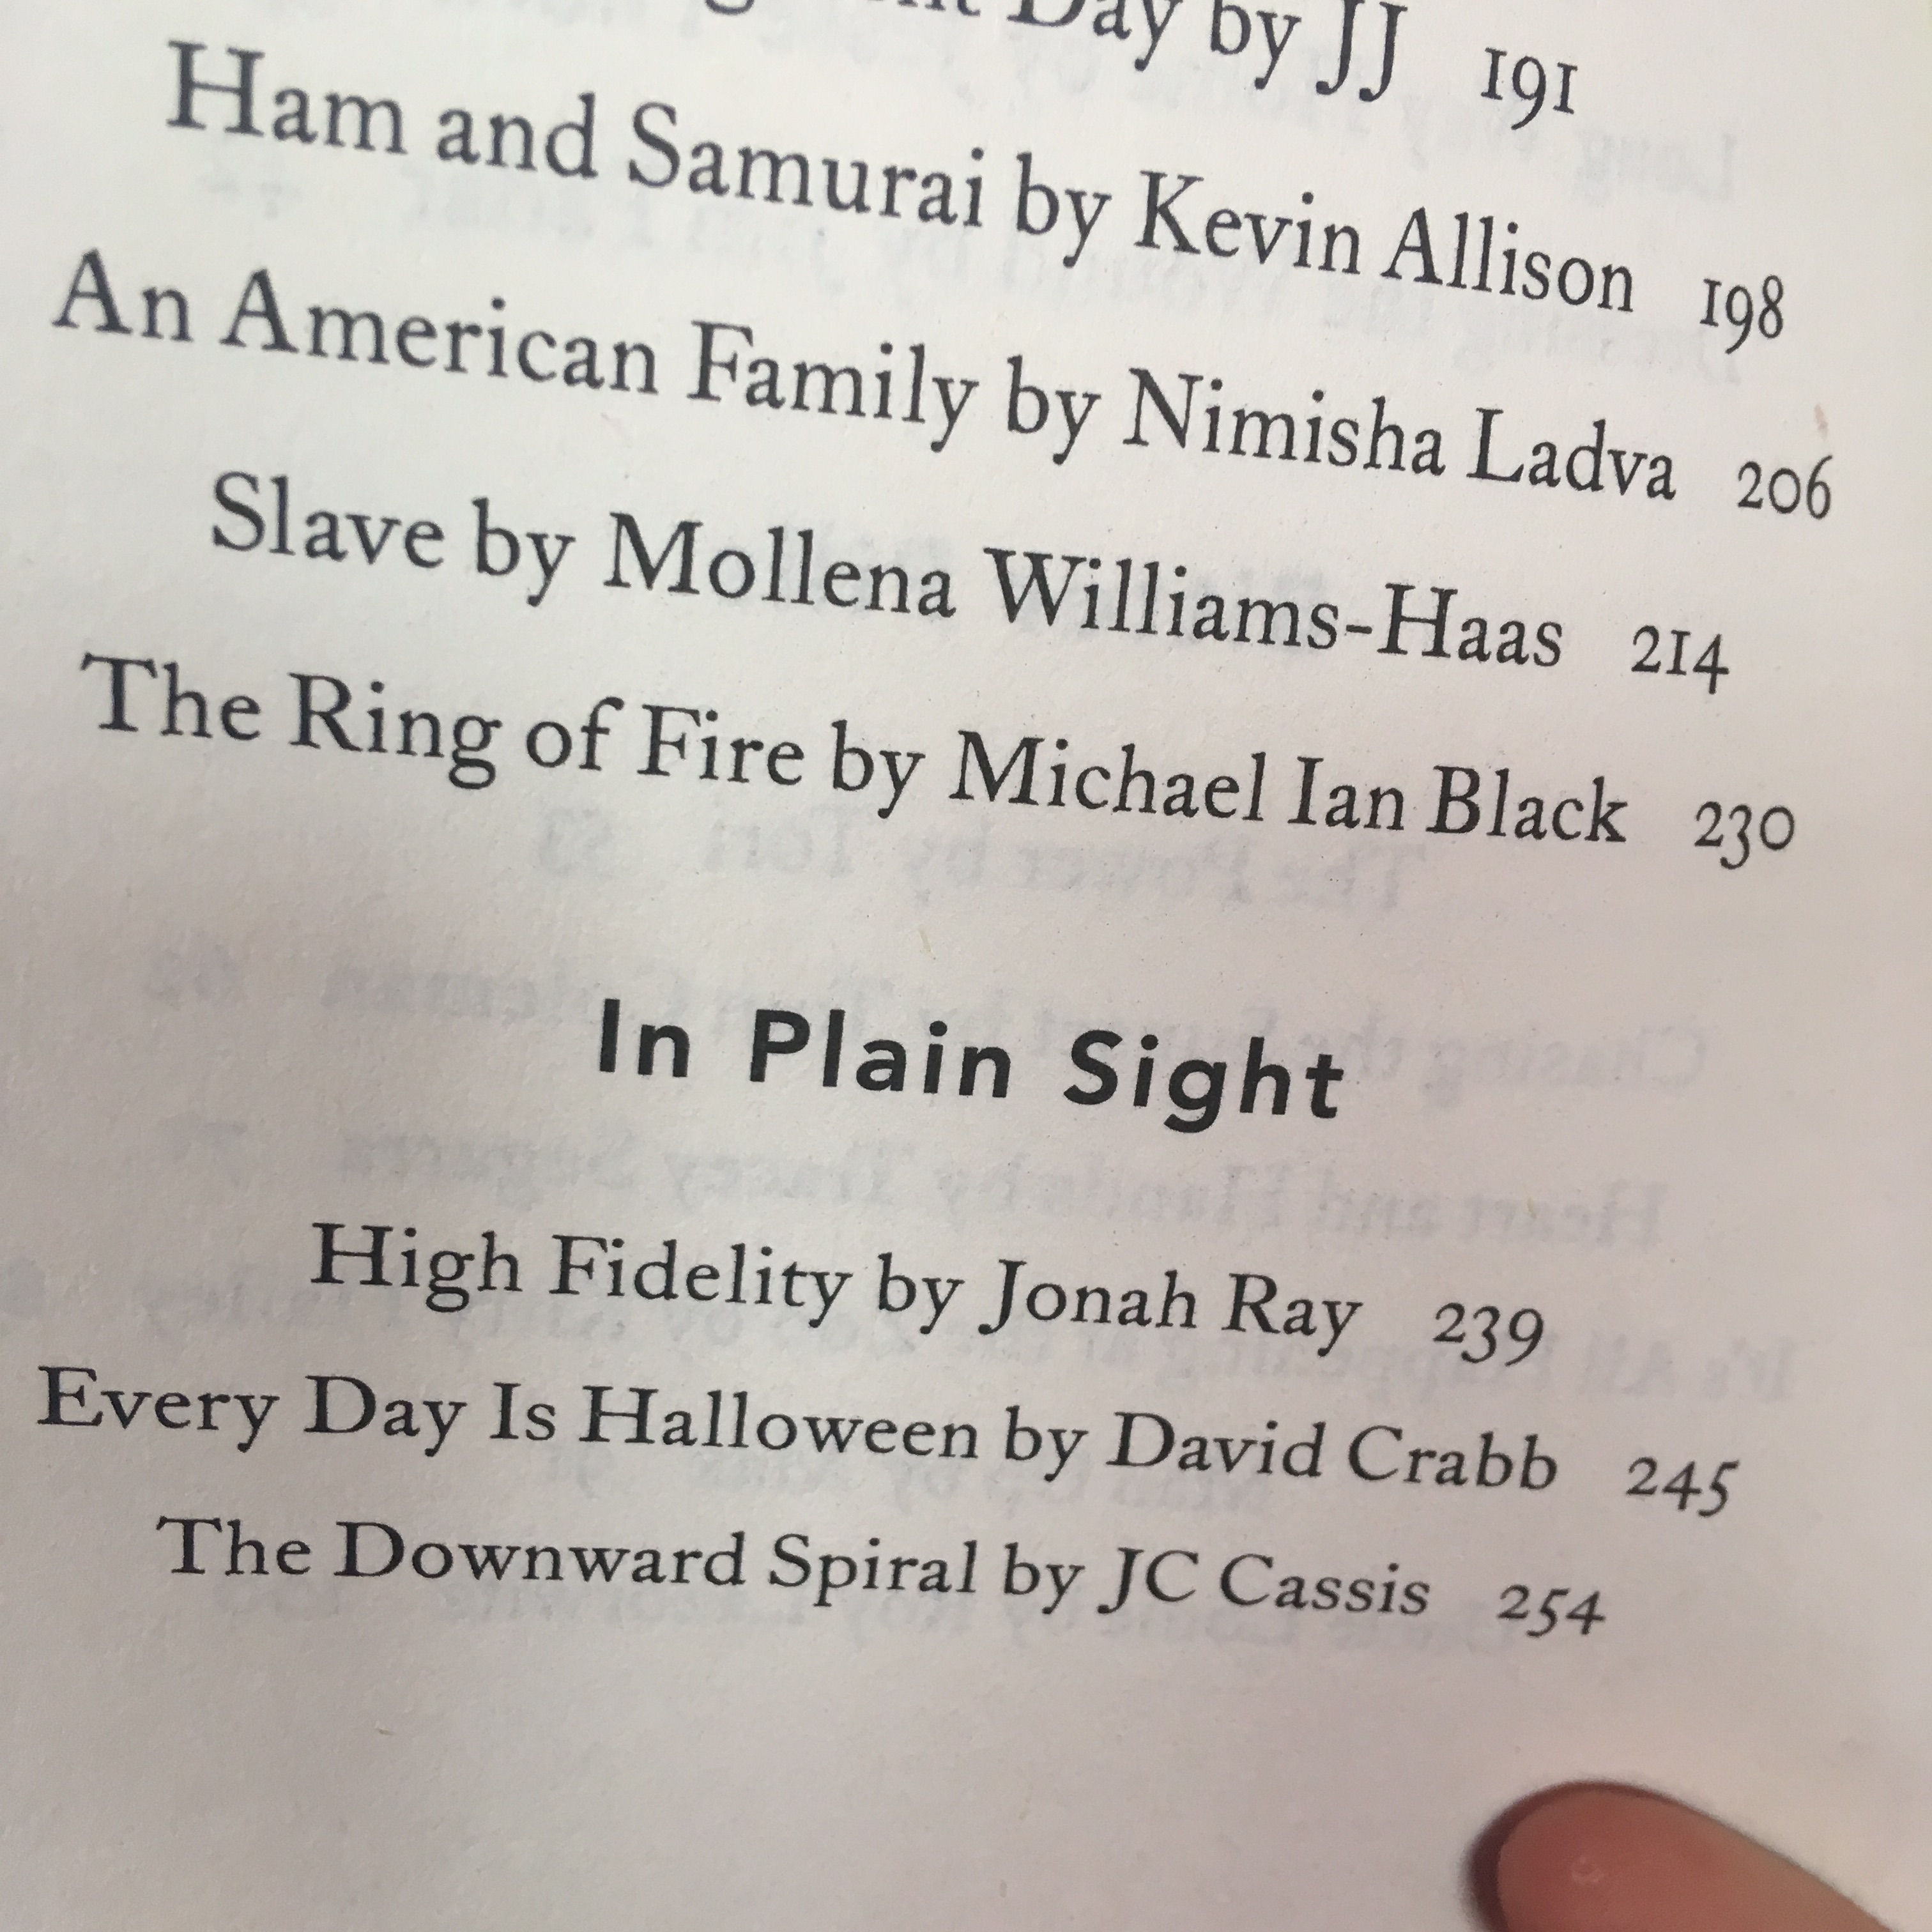 Day by JJ 191
Ham and Samurai by Kevin Allison 198
An American Family by Nimisha Ladva 206
Slave by Mollena Williams-Haas 214
The Ring of Fire by Michael Ian Black 230
In Plain Sight
High Fidelity by Jonah Ray 239
Every Day Is Halloween by David Crabb 245
The Downward Spiral by JC Cassis 254